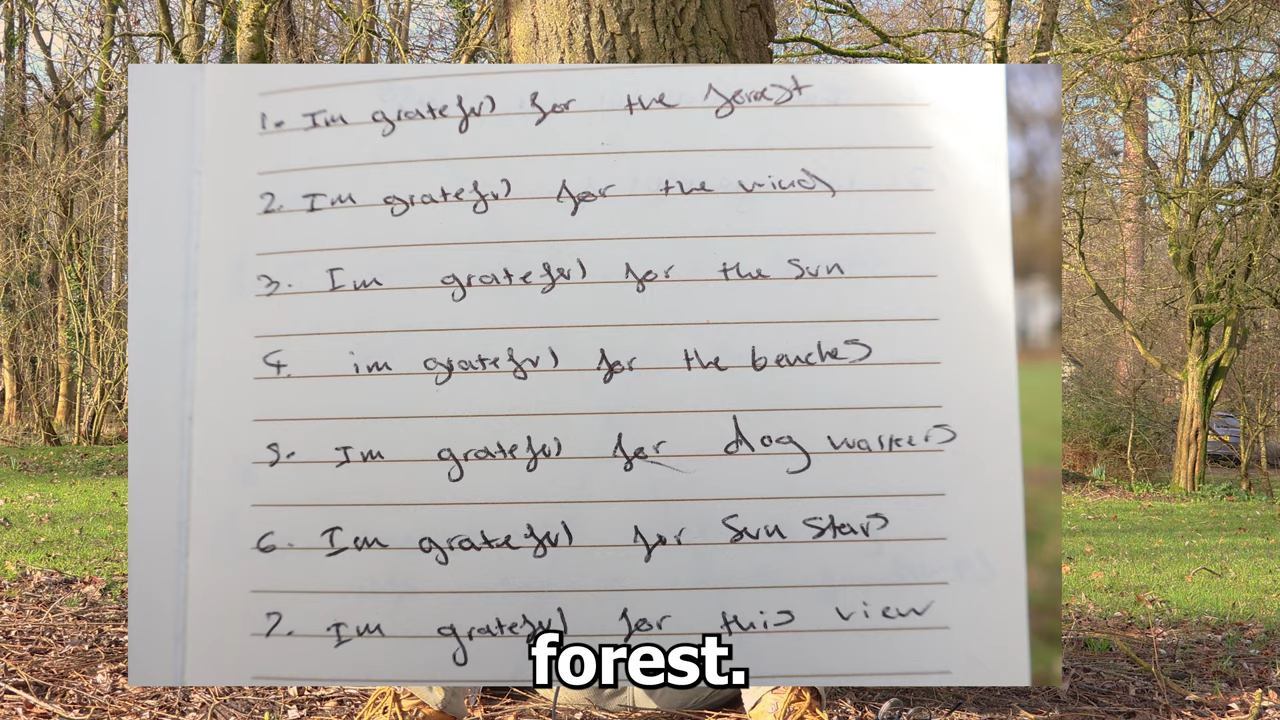 1. Im grateful for the forest
2. Im grateful for the wind
3. Im grateful for the sun
4. im grateful for the benches
5. Im grateful for dog walkers
6. Im grateful for Sun Stars
7. Im grateful for this view
forest.